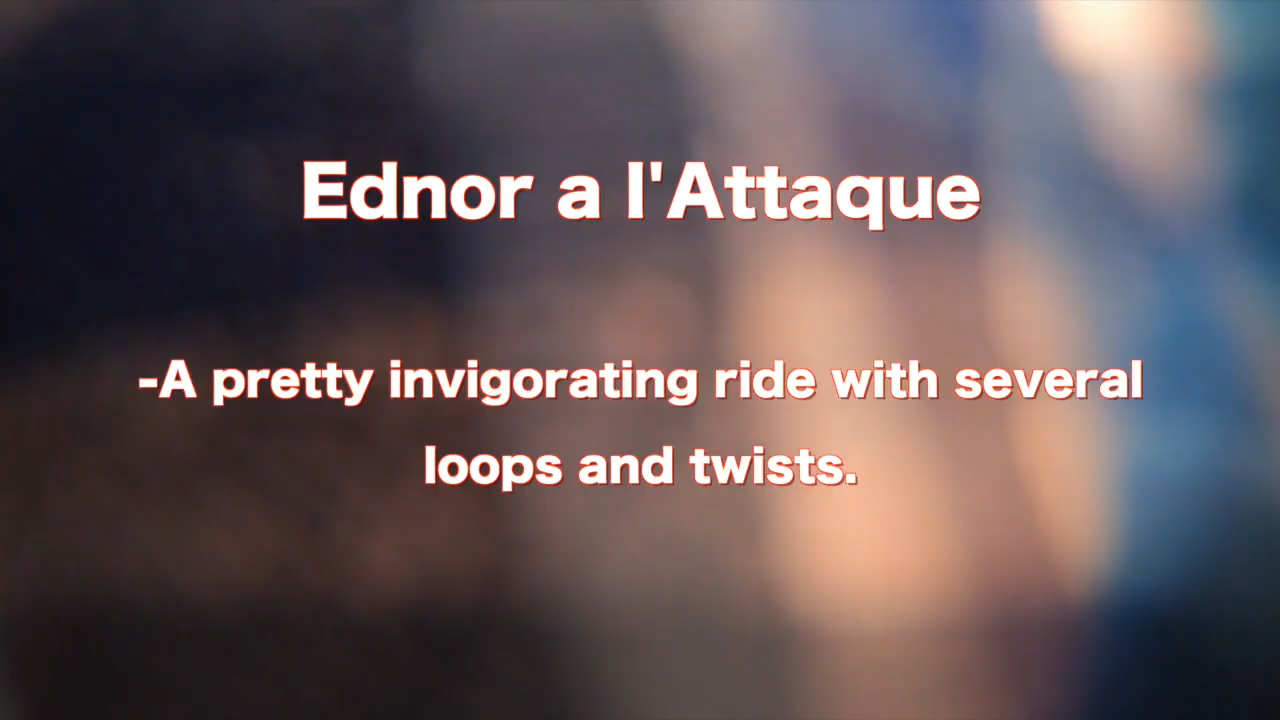 Ednor a l'Attaque
-A pretty invigorating ride with several
loops and twists.